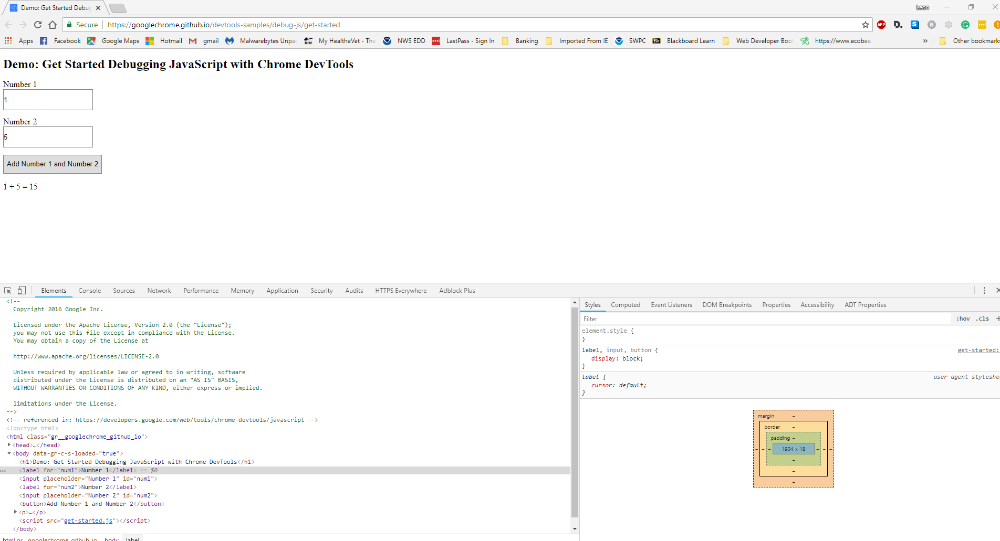 Demo: Get Started Debug
Leon
Secure https://googlechrome.github.io/devtools-samples/debug-js/get-started
ABP D. S B G
Apps Facebook Google Maps Hotmail gmail Malwarebytes Unpac MHV My HealtheVet - The NWS EDD LastPass - Sign In Banking Imported From IE SWPC Bb Blackboard Learn Web Developer Boot https://www.ecobee. » Other bookmarks
Demo: Get Started Debugging JavaScript with Chrome DevTools
Number 1
1
Number 2
5
Add Number 1 and Number 2
1 + 5 = 15
Elements Console Sources Network Performance Memory Application Security Audits HTTPS Everywhere Adblock Plus
<!--
Copyright 2016 Google Inc.
Licensed under the Apache License, Version 2.0 (the "License");
you may not use this file except in compliance with the License.
You may obtain a copy of the License at
http://www.apache.org/licenses/LICENSE-2.0
Unless required by applicable law or agreed to in writing, software
distributed under the License is distributed on an "AS IS" BASIS,
WITHOUT WARRANTIES OR CONDITIONS OF ANY KIND, either express or implied.
limitations under the License.
-->
<!-- referenced in: https://developers.google.com/web/tools/chrome-devtools/javascript -->
<!doctype html>
<html class="gr__googlechrome_github_io">
<head>…</head>
<body data-gr-c-s-loaded="true">
<h1>Demo: Get Started Debugging JavaScript with Chrome DevTools</h1>
<label for="num1">Number 1</label> == $0
<input placeholder="Number 1" id="num1">
<label for="num2">Number 2</label>
<input placeholder="Number 2" id="num2">
<button>Add Number 1 and Number 2</button>
<p>…</p>
<script src="get-started.js"></script>
</body>
html.gr__googlechrome_github_io body label
Styles Computed Event Listeners DOM Breakpoints Properties Accessibility ADT Properties
Filter :hov .cls +
element.style {
}
label, input, button { get-started:
display: block;
}
label { user agent styleshe
cursor: default;
}
margin –
border –
padding –
– – – 1904 × 18 – – –
–
–
–